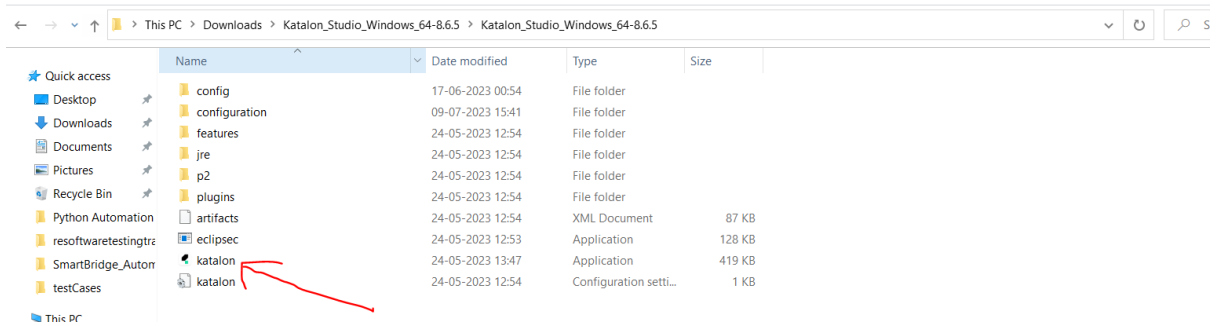 This PC > Downloads > Katalon_Studio_Windows_64-8.6.5 > Katalon_Studio_Windows_64-8.6.5 S
Name Date modified Type Size
Quick access
Desktop
Downloads
Documents
Pictures
Recycle Bin
Python Automation
resoftwaretestingtra
SmartBridge_Autom
testCases
This PC
config 17-06-2023 00:54 File folder
configuration 09-07-2023 15:41 File folder
features 24-05-2023 12:54 File folder
jre 24-05-2023 12:54 File folder
p2 24-05-2023 12:54 File folder
plugins 24-05-2023 12:54 File folder
artifacts 24-05-2023 12:54 XML Document 87 KB
eclipsec 24-05-2023 12:53 Application 128 KB
katalon 24-05-2023 13:47 Application 419 KB
katalon 24-05-2023 12:54 Configuration setti... 1 KB